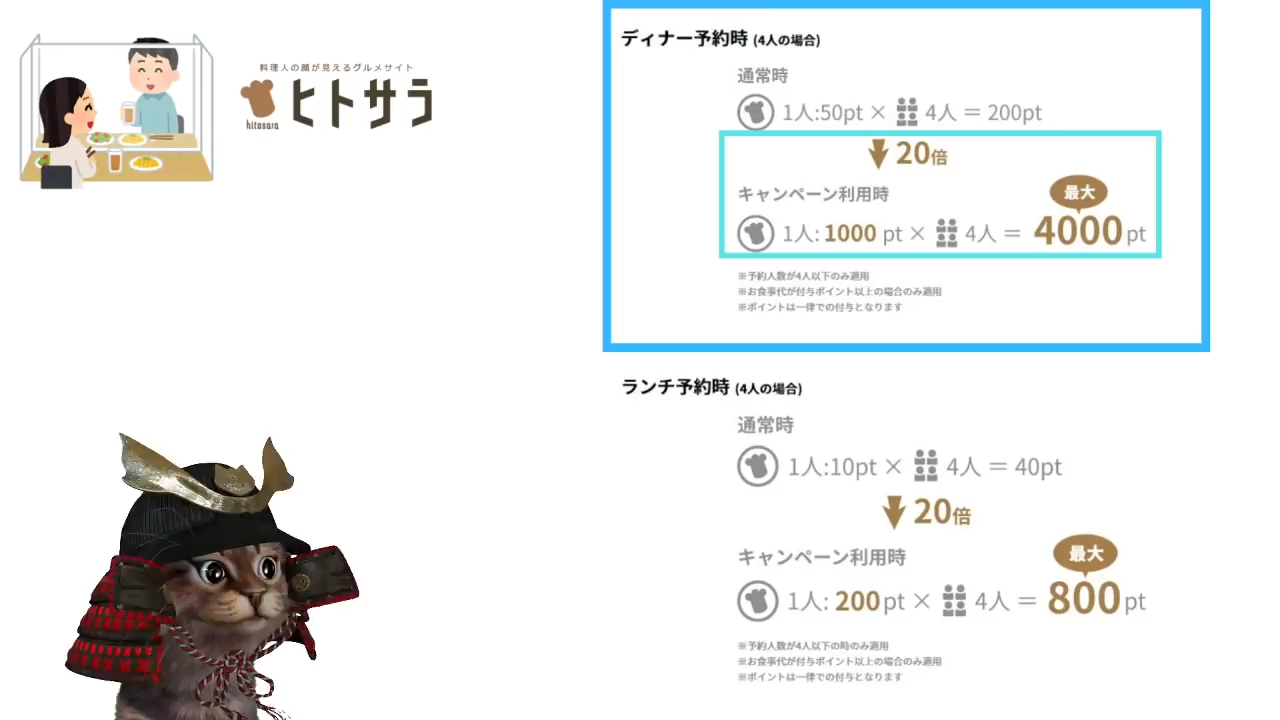 料理人の顔が見えるグルメサイト
ヒトサラ
hitosara
ディナー予約時 (4人の場合)
通常時
1人:50pt × 4人 = 200pt
20倍
キャンペーン利用時
最大
1人: 1000 pt × 4人 = 4000pt
※予約人数が4人以下のみ適用
※お食事代が付与ポイント以上の場合のみ適用
※ポイントは一律での付与となります
ランチ予約時 (4人の場合)
通常時
1人:10pt × 4人 = 40pt
20倍
キャンペーン利用時
最大
1人: 200pt × 4人 = 800pt
※予約人数が4人以下の時のみ適用
※お食事代が付与ポイント以上の場合のみ適用
※ポイントは一律での付与となります